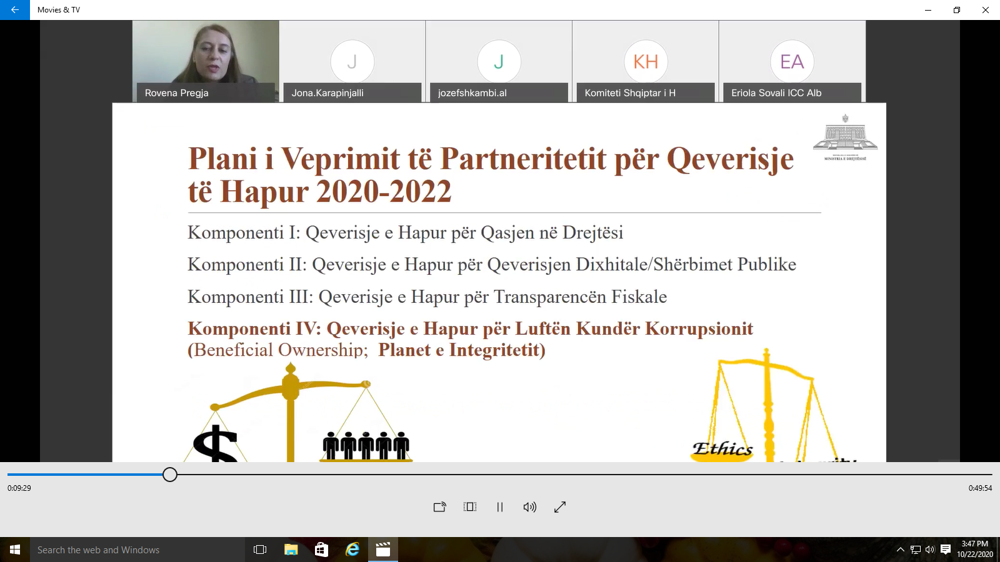 Movies & TV
J
J
KH
EA
Rovena Pregja
Jona.Karapinjalli
jozefshkambi.al
Komiteti Shqiptar i H
Eriola Sovali ICC Alb
MINISTRIA E DREJTËSISË
Plani i Veprimit të Partneritetit për Qeverisje
të Hapur 2020-2022
Komponenti I: Qeverisje e Hapur për Qasjen në Drejtësi
Komponenti II: Qeverisje e Hapur për Qeverisjen Dixhitale/Shërbimet Publike
Komponenti III: Qeverisje e Hapur për Transparencën Fiskale
Komponenti IV: Qeverisje e Hapur për Luftën Kundër Korrupsionit
(Beneficial Ownership; Planet e Integritetit)
$
Ethics
0:09:29
0:49:54
Search the web and Windows
3:47 PM
10/22/2020